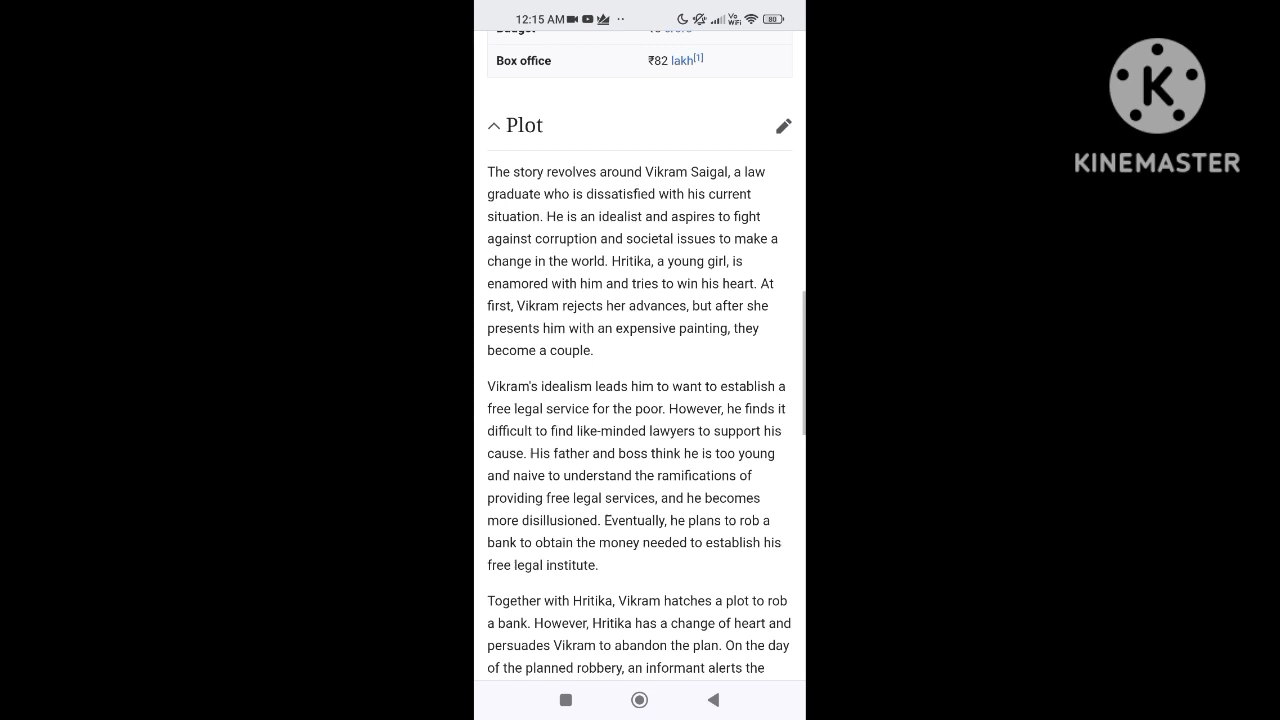 12:15 AM
Vo
WiFi
80
Budget
Box office ₹82 lakh[1]
K
KINEMASTER
Plot
The story revolves around Vikram Saigal, a law
graduate who is dissatisfied with his current
situation. He is an idealist and aspires to fight
against corruption and societal issues to make a
change in the world. Hritika, a young girl, is
enamored with him and tries to win his heart. At
first, Vikram rejects her advances, but after she
presents him with an expensive painting, they
become a couple.
Vikram's idealism leads him to want to establish a
free legal service for the poor. However, he finds it
difficult to find like-minded lawyers to support his
cause. His father and boss think he is too young
and naive to understand the ramifications of
providing free legal services, and he becomes
more disillusioned. Eventually, he plans to rob a
bank to obtain the money needed to establish his
free legal institute.
Together with Hritika, Vikram hatches a plot to rob
a bank. However, Hritika has a change of heart and
persuades Vikram to abandon the plan. On the day
of the planned robbery, an informant alerts the